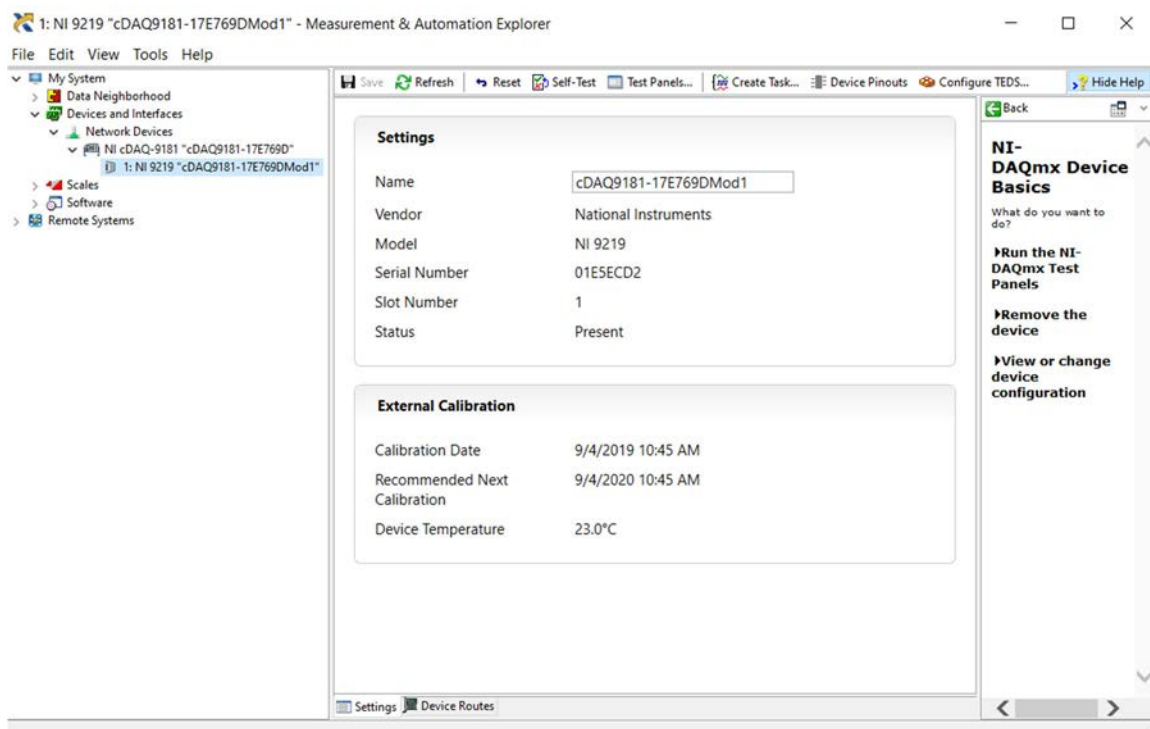 1: NI 9219 "cDAQ9181-17E769DMod1" - Measurement & Automation Explorer
File Edit View Tools Help
My System
Data Neighborhood
Devices and Interfaces
Network Devices
NI cDAQ-9181 "cDAQ9181-17E769D"
1: NI 9219 "cDAQ9181-17E769DMod1"
Scales
Software
Remote Systems
Save Refresh Reset Self-Test Test Panels... Create Task... Device Pinouts Configure TEDS... Hide Help
Settings
Name cDAQ9181-17E769DMod1
Vendor National Instruments
Model NI 9219
Serial Number 01E5ECD2
Slot Number 1
Status Present
External Calibration
Calibration Date 9/4/2019 10:45 AM
Recommended Next 9/4/2020 10:45 AM
Calibration
Device Temperature 23.0°C
Settings Device Routes
Back
NI-
DAQmx Device
Basics
What do you want to
do?
Run the NI-
DAQmx Test
Panels
Remove the
device
View or change
device
configuration